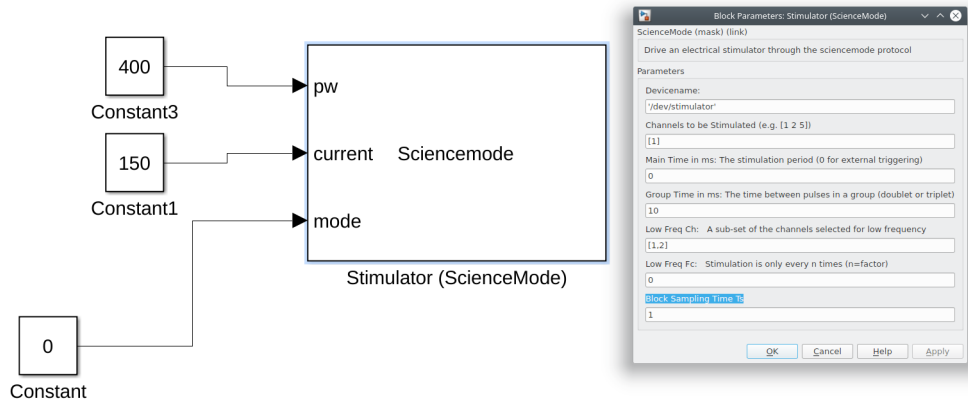 400
Constant3
150
Constant1
0
Constant
pw
current
Sciencemode
mode
Stimulator (ScienceMode)
Block Parameters: Stimulator (ScienceMode)
ScienceMode (mask) (link)
Drive an electrical stimulator through the sciencemode protocol
Parameters
Devicename:
'/dev/stimulator'
Channels to be Stimulated (e.g. [1 2 5])
[1]
Main Time in ms: The stimulation period (0 for external triggering)
0
Group Time in ms: The time between pulses in a group (doublet or triplet)
10
Low Freq Ch: A sub-set of the channels selected for low frequency
[1,2]
Low Freq Fc: Stimulation is only every n times (n=factor)
0
Block Sampling Time Ts
1
OK Cancel Help Apply